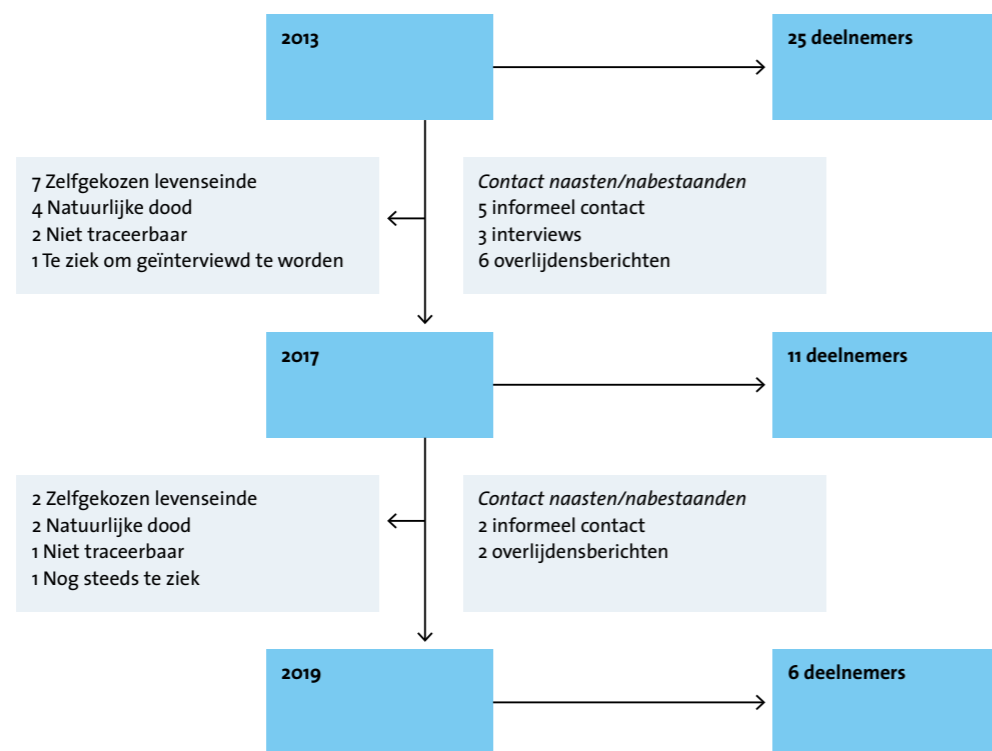 2013
25 deelnemers
7 Zelfgekozen levenseinde
4 Natuurlijke dood
2 Niet traceerbaar
1 Te ziek om geïnterviewd te worden
Contact naasten/nabestaanden
5 informeel contact
3 interviews
6 overlijdensberichten
2017
11 deelnemers
2 Zelfgekozen levenseinde
2 Natuurlijke dood
1 Niet traceerbaar
1 Nog steeds te ziek
Contact naasten/nabestaanden
2 informeel contact
2 overlijdensberichten
2019
6 deelnemers